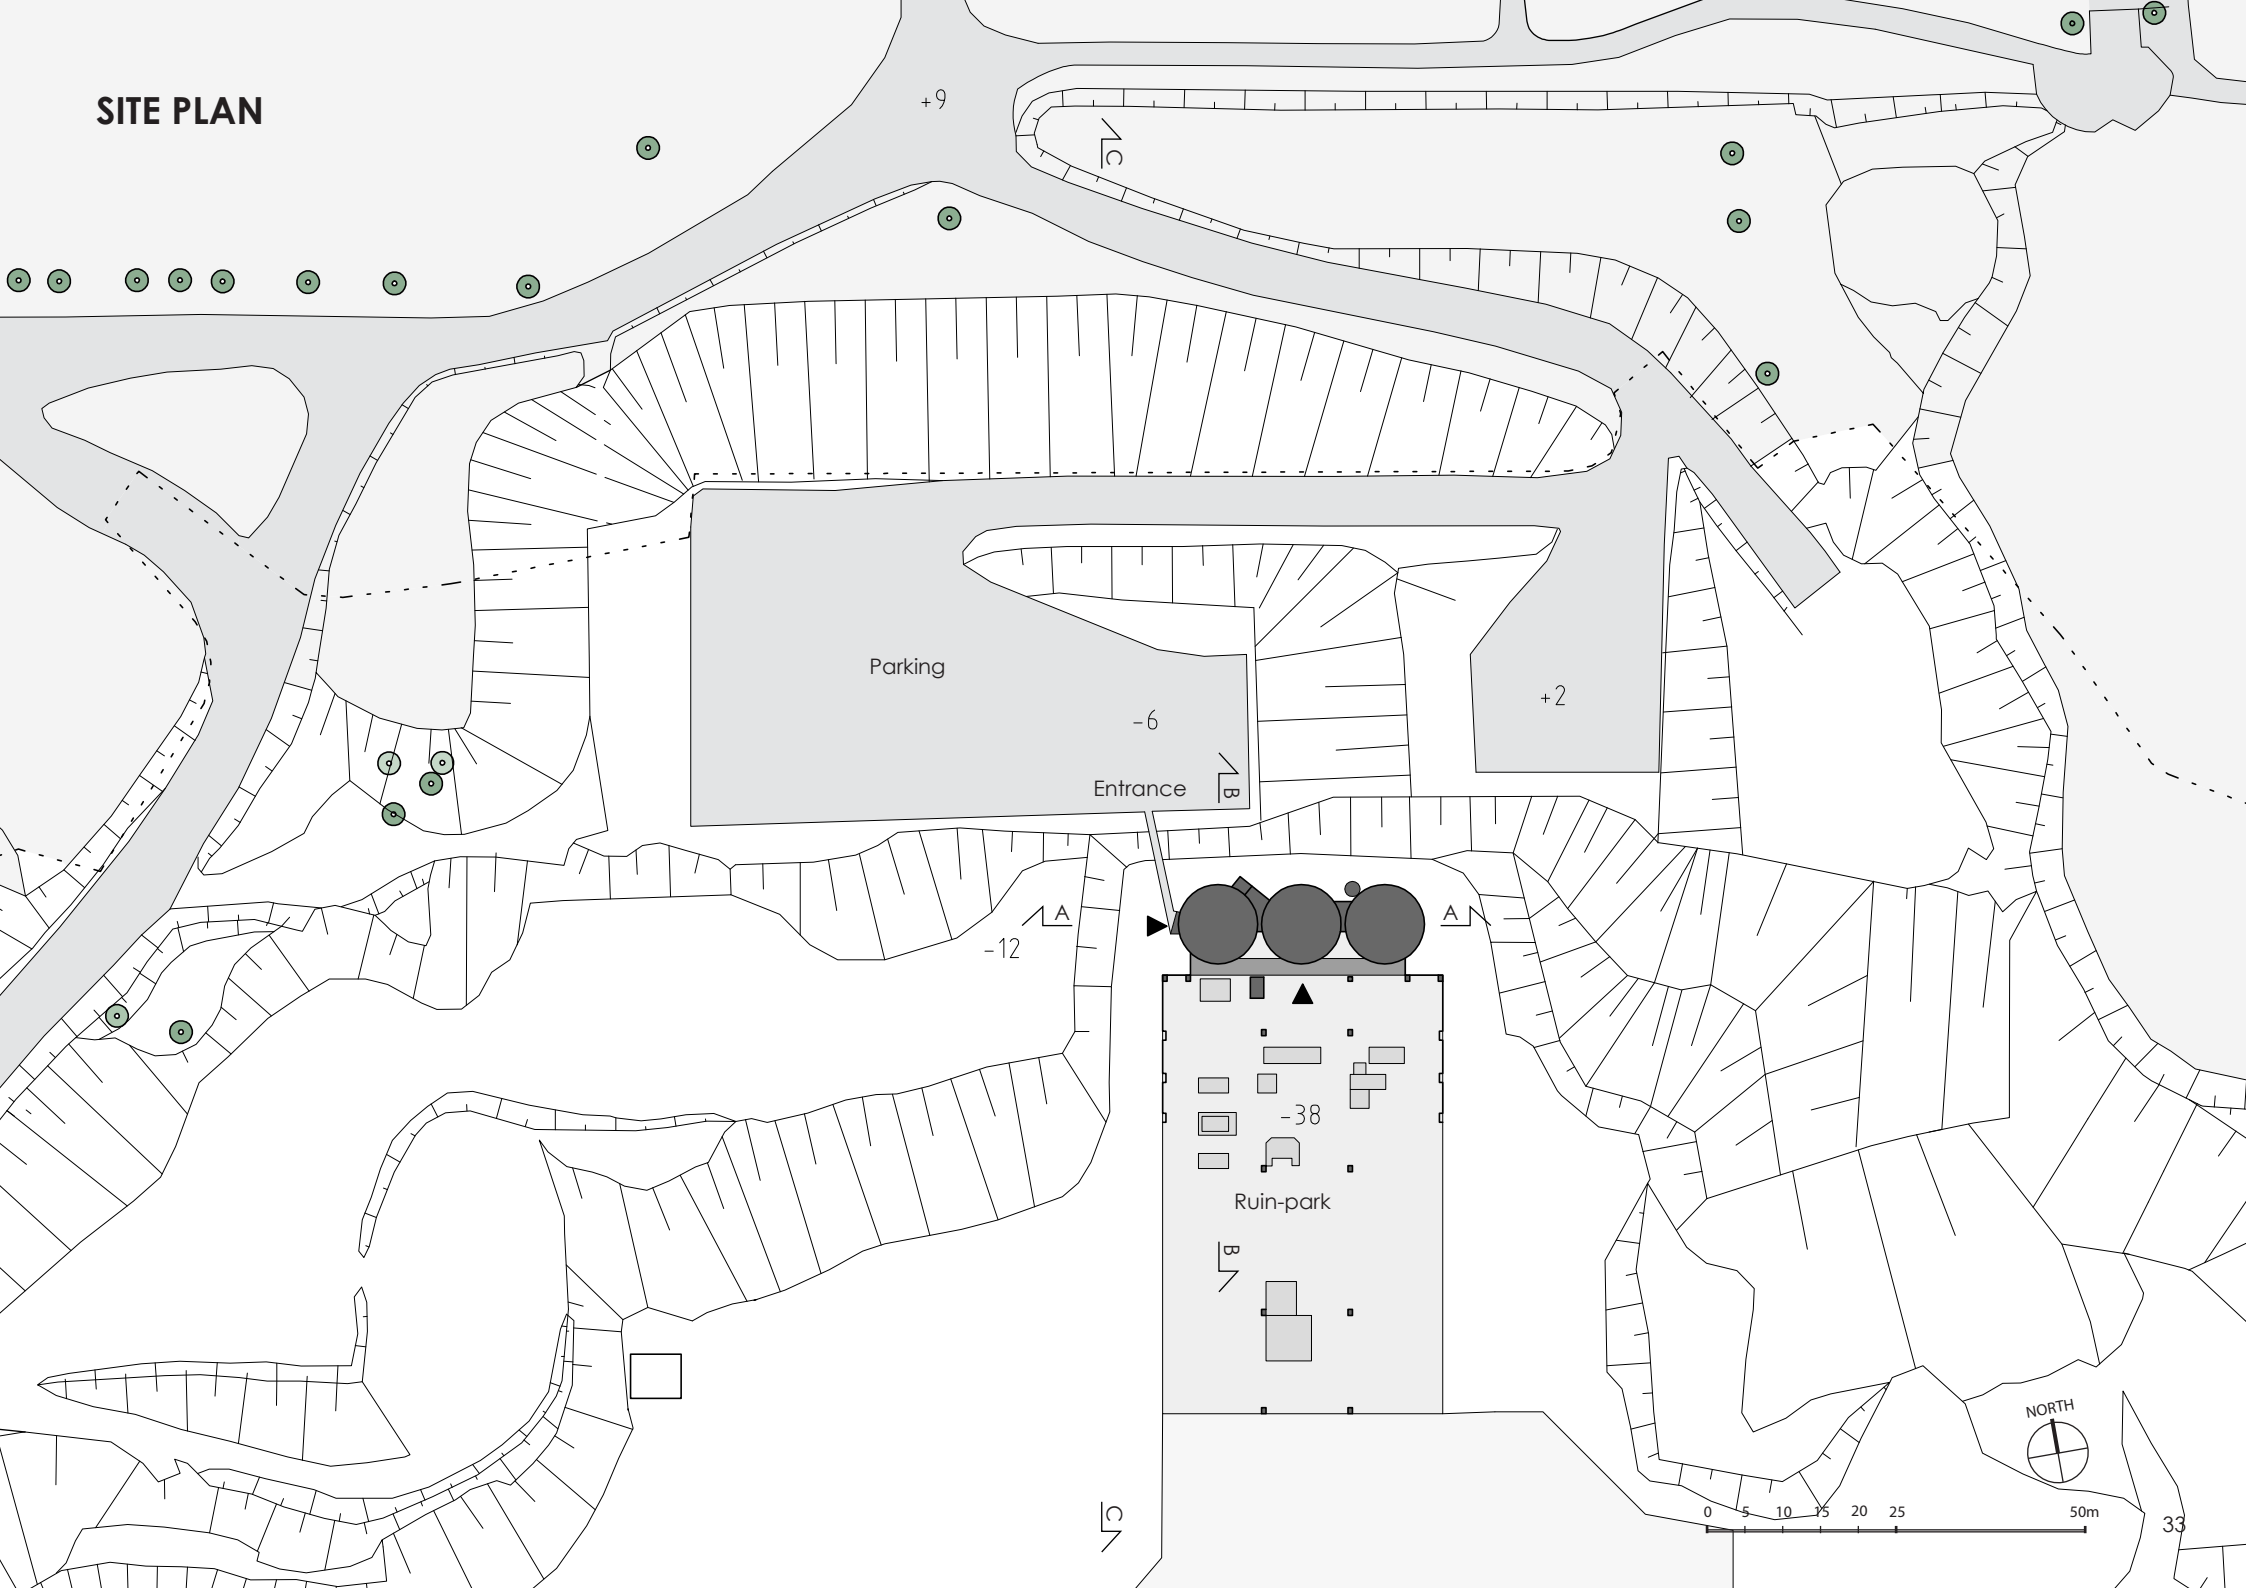 SITE PLAN
+9
C
Parking
-6
+2
Entrance
B
A
A
-12
-38
Ruin-park
B
NORTH
C
0 5 10 15 20 25 50m
33